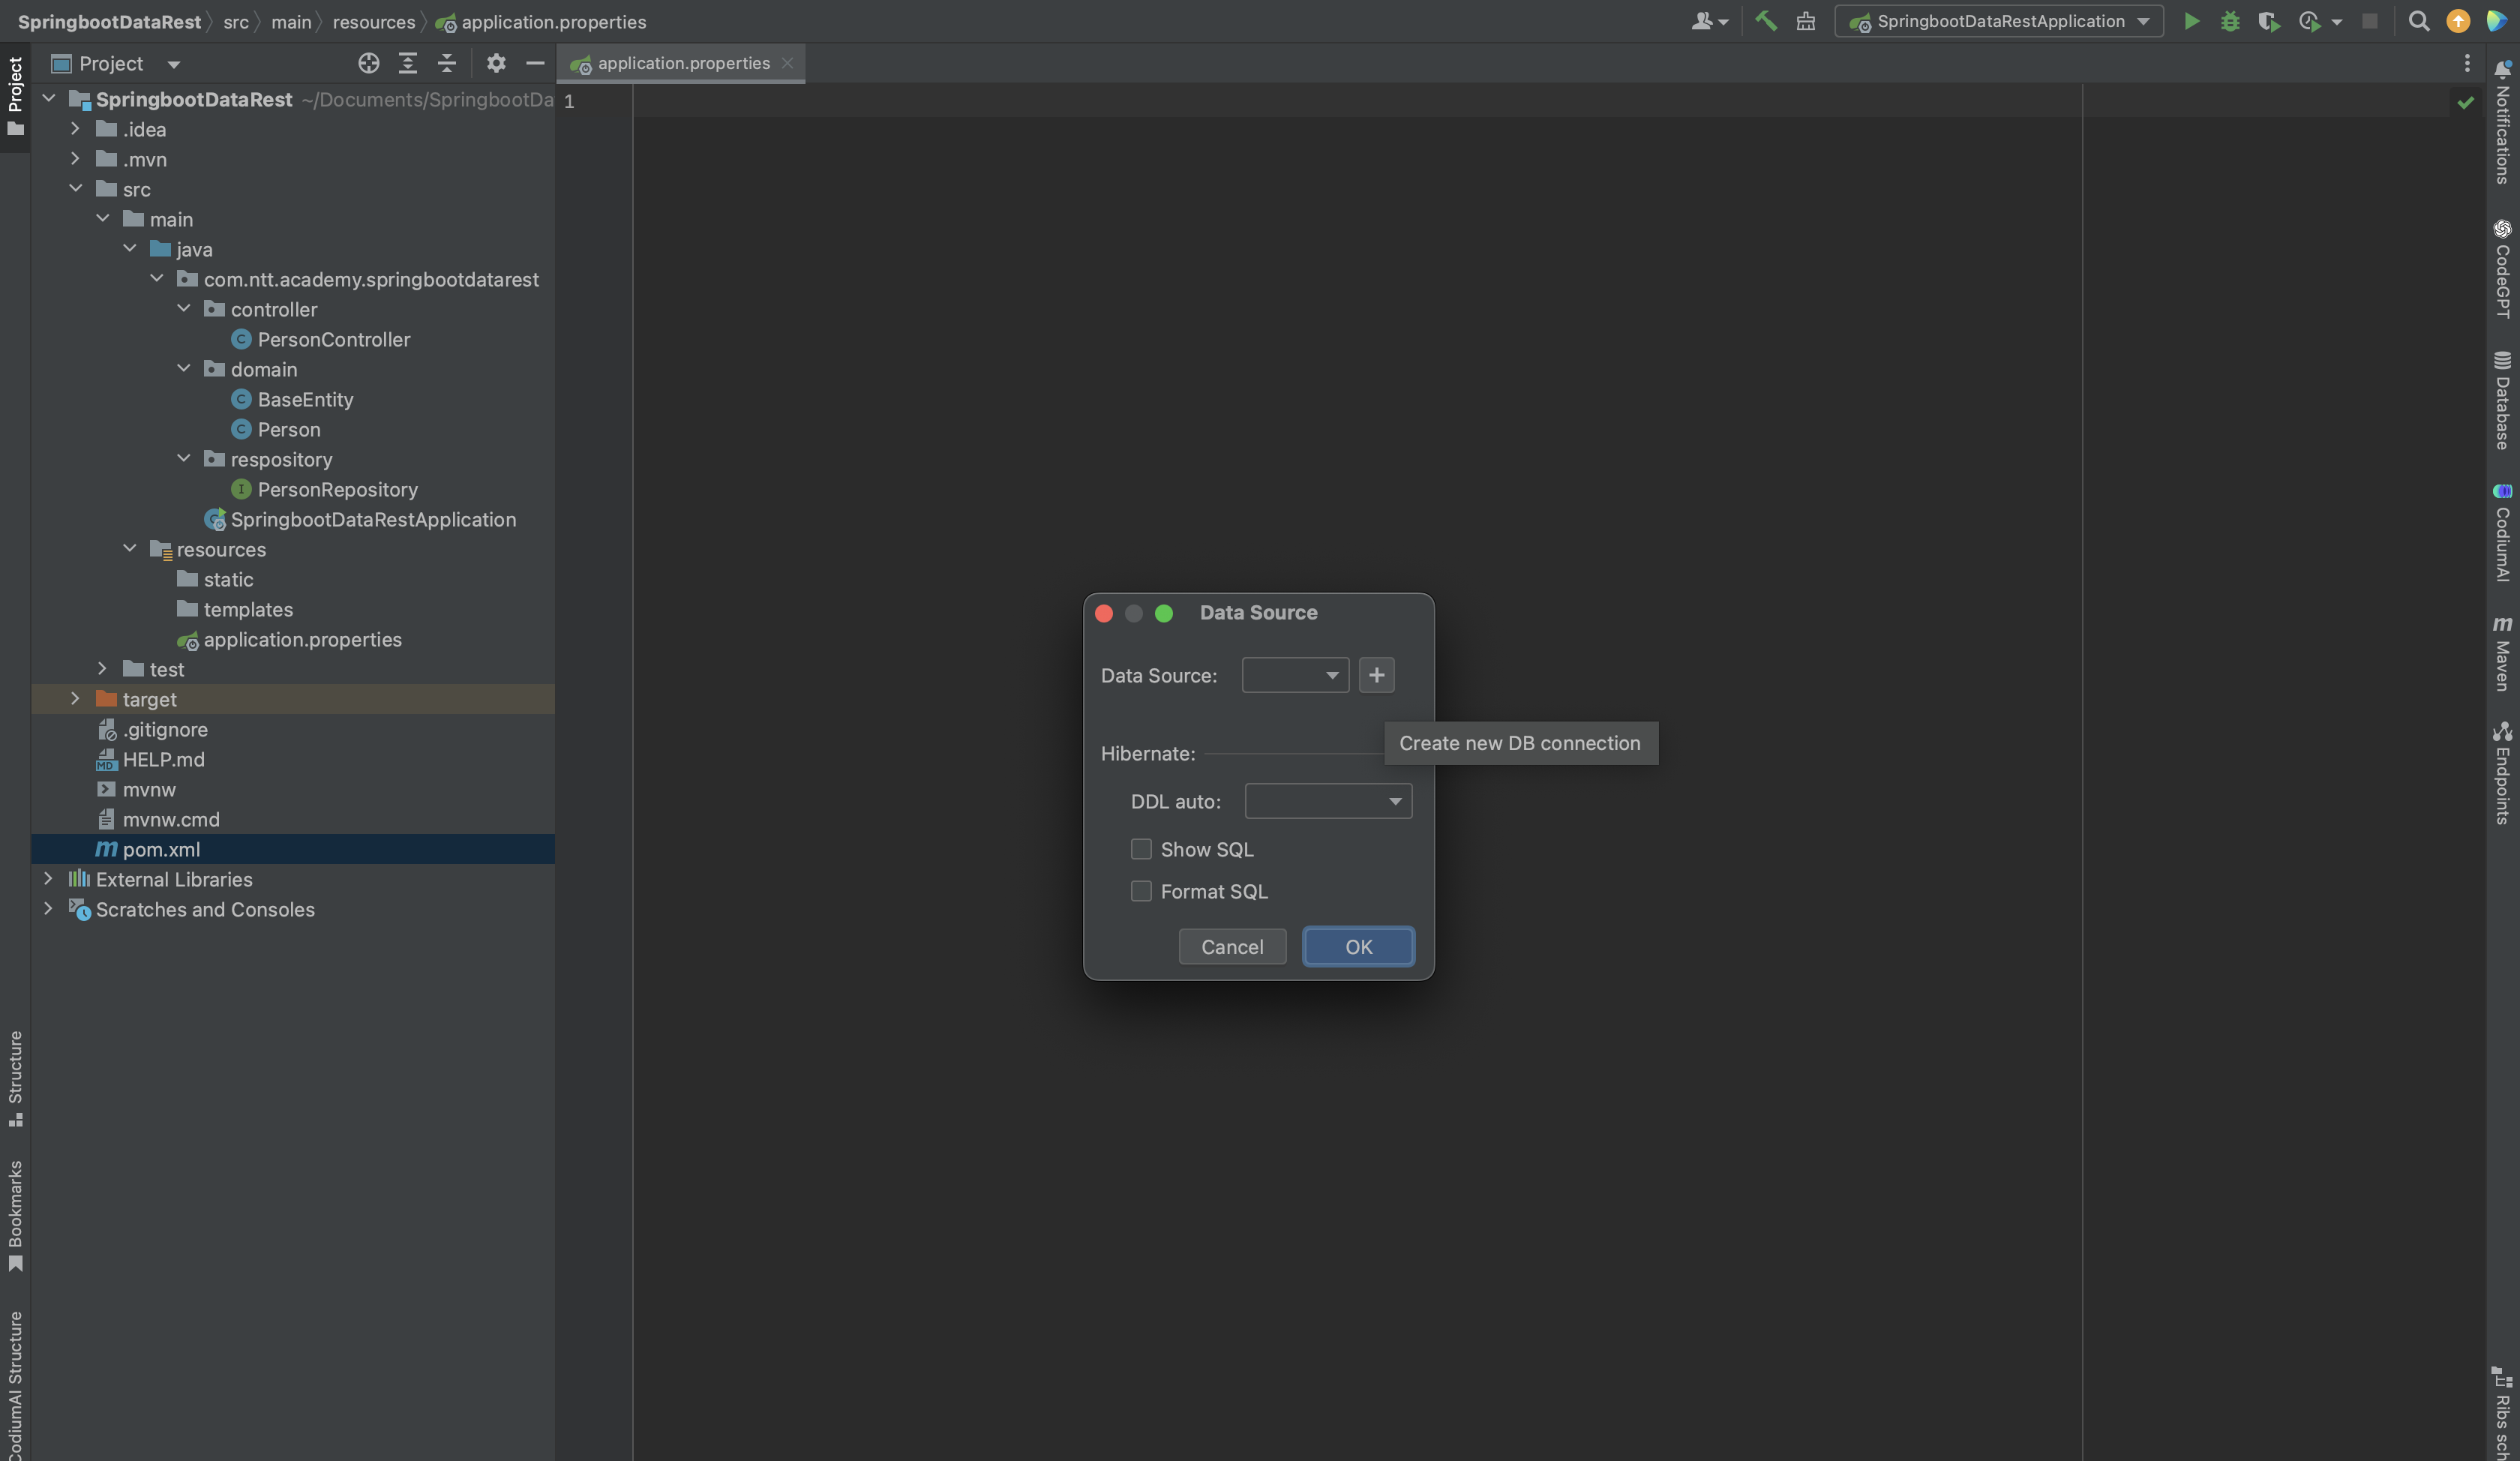 SpringbootDataRest src main resources application.properties
SpringbootDataRestApplication
Project
Project
application.properties
SpringbootDataRest ~/Documents/SpringbootDa
1
.idea
.mvn
src
main
java
com.ntt.academy.springbootdatarest
controller
PersonController
domain
BaseEntity
Person
respository
PersonRepository
SpringbootDataRestApplication
resources
static
templates
application.properties
test
target
.gitignore
HELP.md
mvnw
mvnw.cmd
pom.xml
External Libraries
Scratches and Consoles
Structure
Bookmarks
CodiumAI Structure
Data Source
Data Source:
Create new DB connection
Hibernate:
DDL auto:
Show SQL
Format SQL
Cancel OK
Notifications
CodeGPT
Database
CodiumAI
Maven
Endpoints
Ribs sch